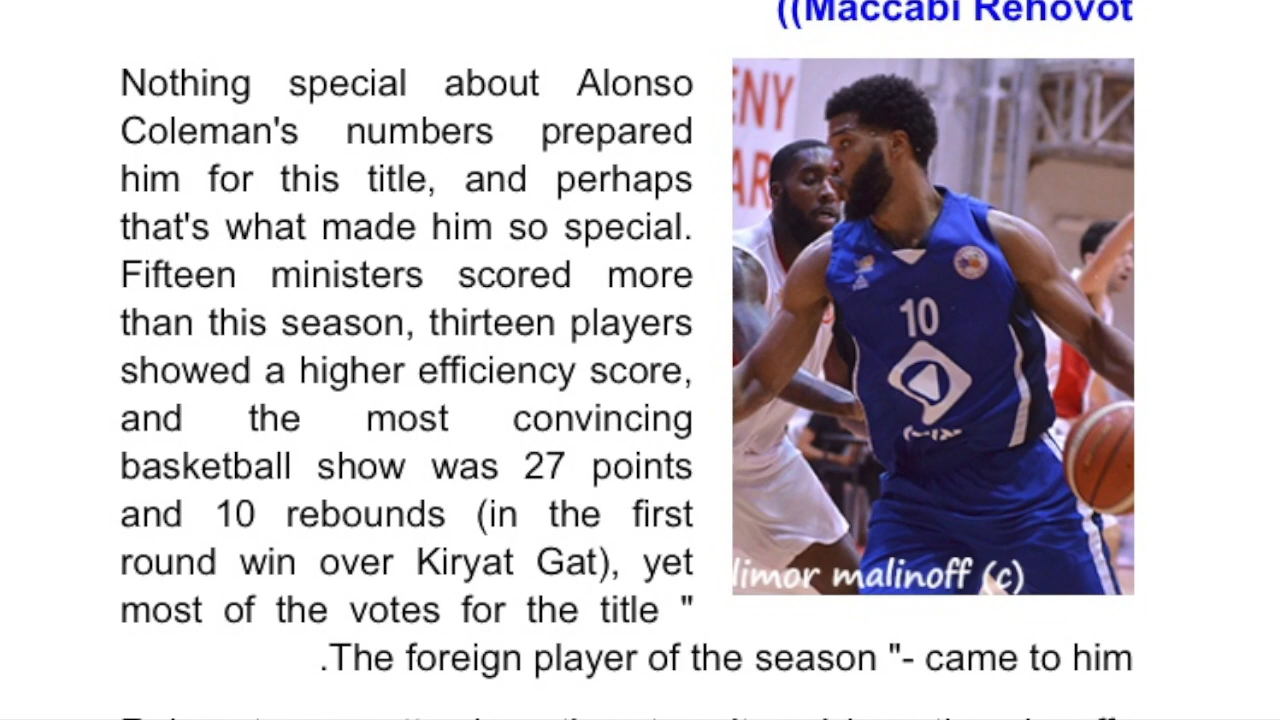 ((Maccabi Rehovot
Nothing special about Alonso
Coleman's numbers prepared
him for this title, and perhaps
that's what made him so special.
Fifteen ministers scored more
than this season, thirteen players
showed a higher efficiency score,
and the most convincing
basketball show was 27 points
and 10 rebounds (in the first
round win over Kiryat Gat), yet
most of the votes for the title "
.The foreign player of the season "- came to him
ENY
AR
10
limor malinoff (c)